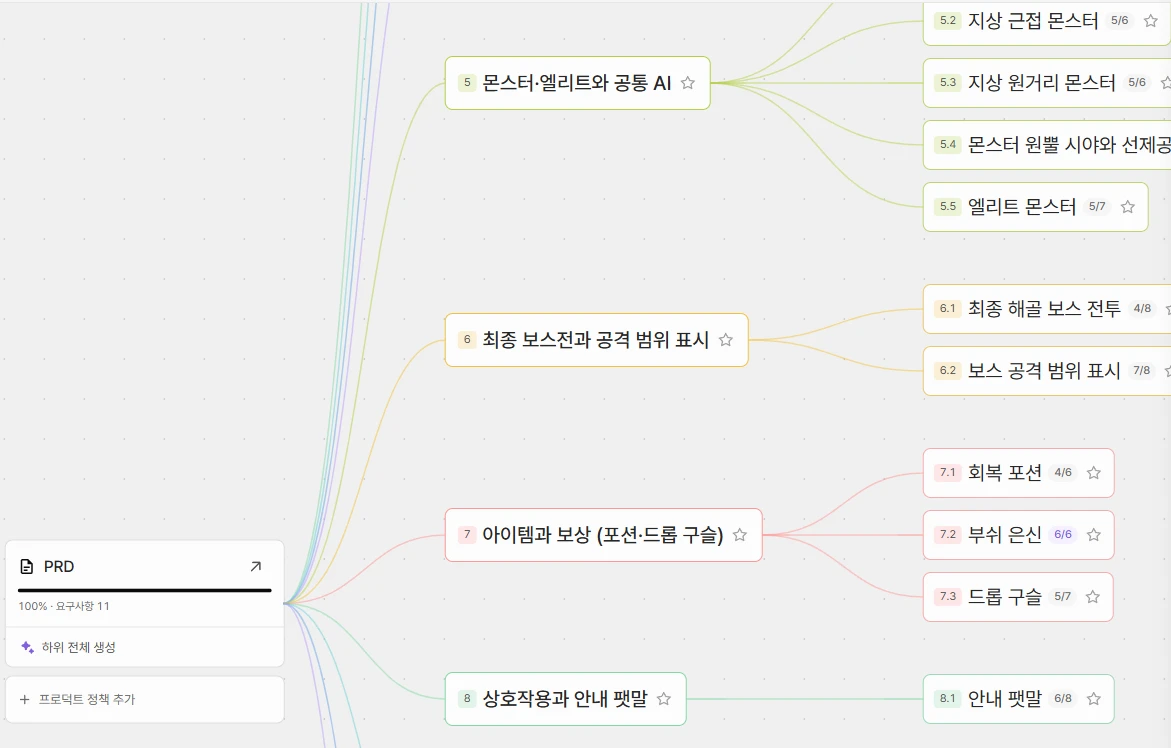 5.2 지상 근접 몬스터 5/6
5 몬스터·엘리트와 공통 AI
5.3 지상 원거리 몬스터 5/6
5.4 몬스터 원뿔 시야와 선제공
5.5 엘리트 몬스터 5/7
6.1 최종 해골 보스 전투 4/8
6 최종 보스전과 공격 범위 표시
6.2 보스 공격 범위 표시 7/8
7.1 회복 포션 4/6
7 아이템과 보상 (포션·드롭 구슬)
7.2 부쉬 은신 6/6
7.3 드롭 구슬 5/7
PRD
100% · 요구사항 11
하위 전체 생성
프로덕트 정책 추가
8 상호작용과 안내 팻말
8.1 안내 팻말 6/8